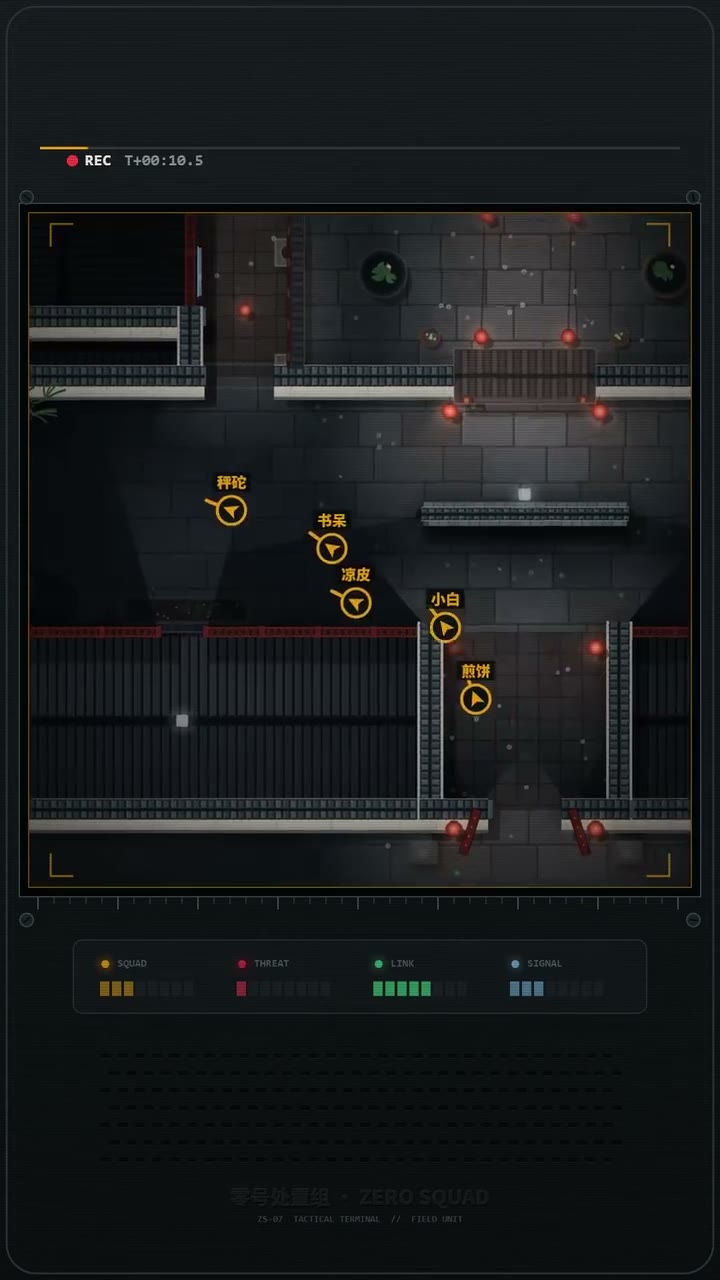 REC T+00:10.5
秤砣
书呆
凉皮
小白
煎饼
SQUAD THREAT LINK SIGNAL
零号处置组 · ZERO SQUAD
ZS-07 TACTICAL TERMINAL // FIELD UNIT